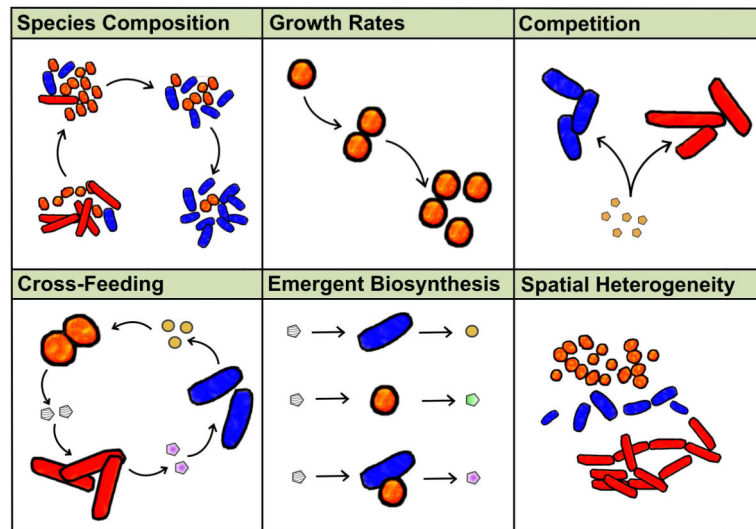 Species Composition
Growth Rates
Competition
Cross-Feeding
Emergent Biosynthesis
Spatial Heterogeneity